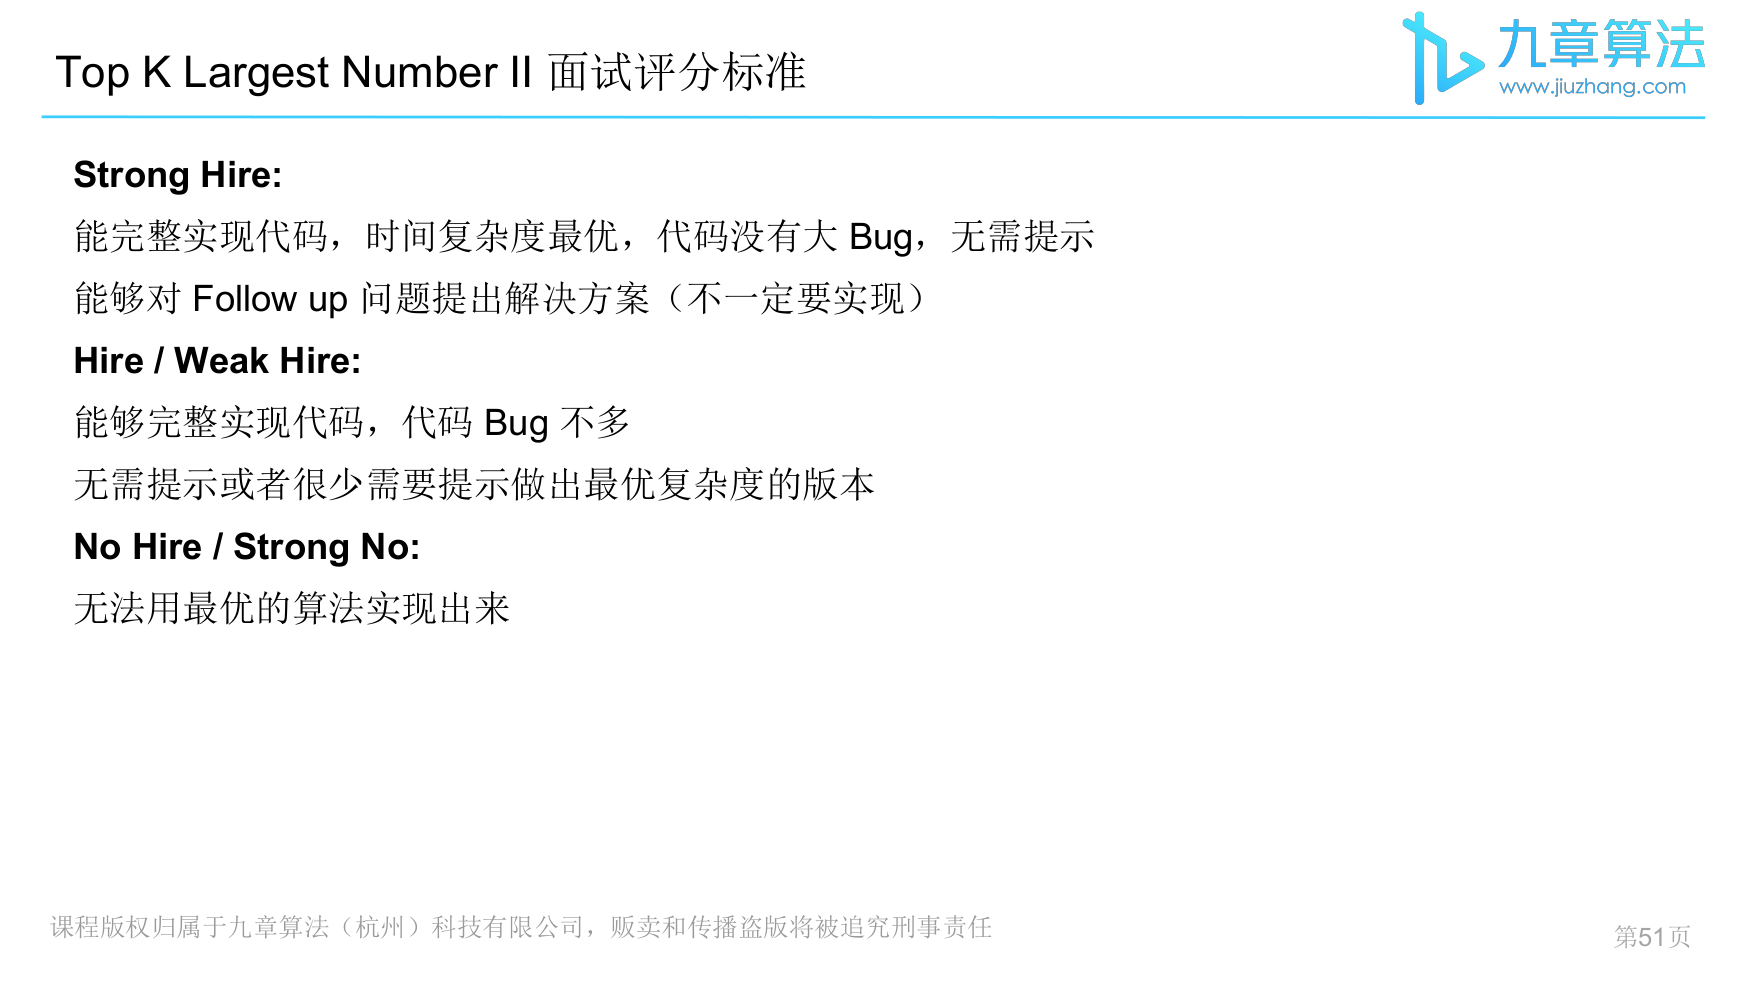 Top K Largest Number II 面试评分标准
九章算法
www.jiuzhang.com
Strong Hire:
能完整实现代码，时间复杂度最优，代码没有大 Bug，无需提示
能够对 Follow up 问题提出解决方案（不一定要实现）
Hire / Weak Hire:
能够完整实现代码，代码 Bug 不多
无需提示或者很少需要提示做出最优复杂度的版本
No Hire / Strong No:
无法用最优的算法实现出来
课程版权归属于九章算法（杭州）科技有限公司，贩卖和传播盗版将被追究刑事责任
第51页